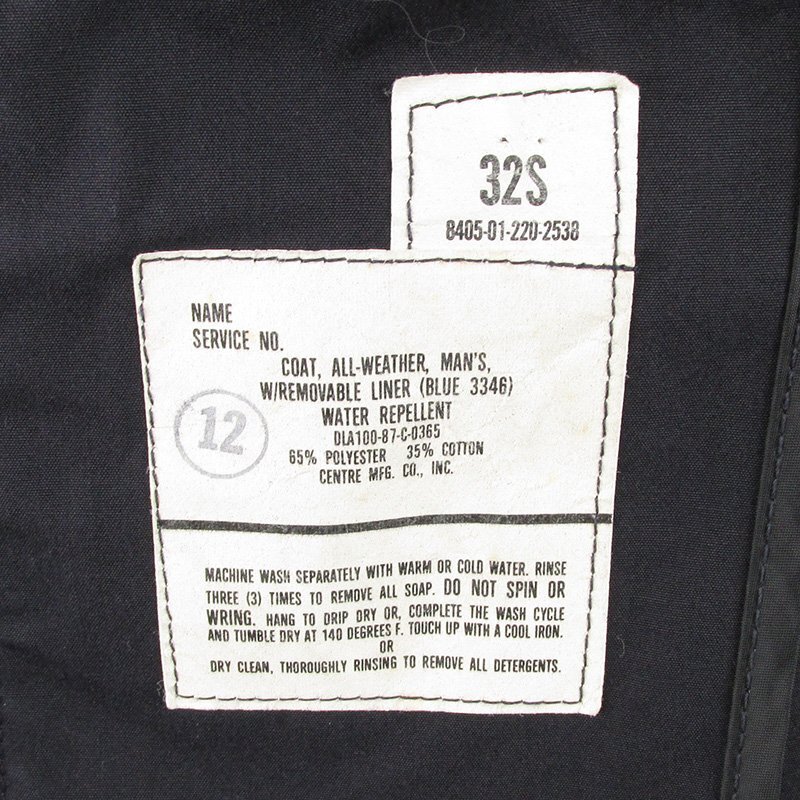 32S
8405-01-220-2538
NAME
SERVICE NO.
COAT, ALL-WEATHER, MAN'S,
W/REMOVABLE LINER (BLUE 3346)
WATER REPELLENT
DLA100-87-C-0365
65% POLYESTER 35% COTTON
CENTRE MFG. CO., INC.
12
MACHINE WASH SEPARATELY WITH WARM OR COLD WATER. RINSE
THREE (3) TIMES TO REMOVE ALL SOAP. DO NOT SPIN OR
WRING. HANG TO DRIP DRY OR, COMPLETE THE WASH CYCLE
AND TUMBLE DRY AT 140 DEGREES F. TOUCH UP WITH A COOL IRON.
OR
DRY CLEAN, THOROUGHLY RINSING TO REMOVE ALL DETERGENTS.